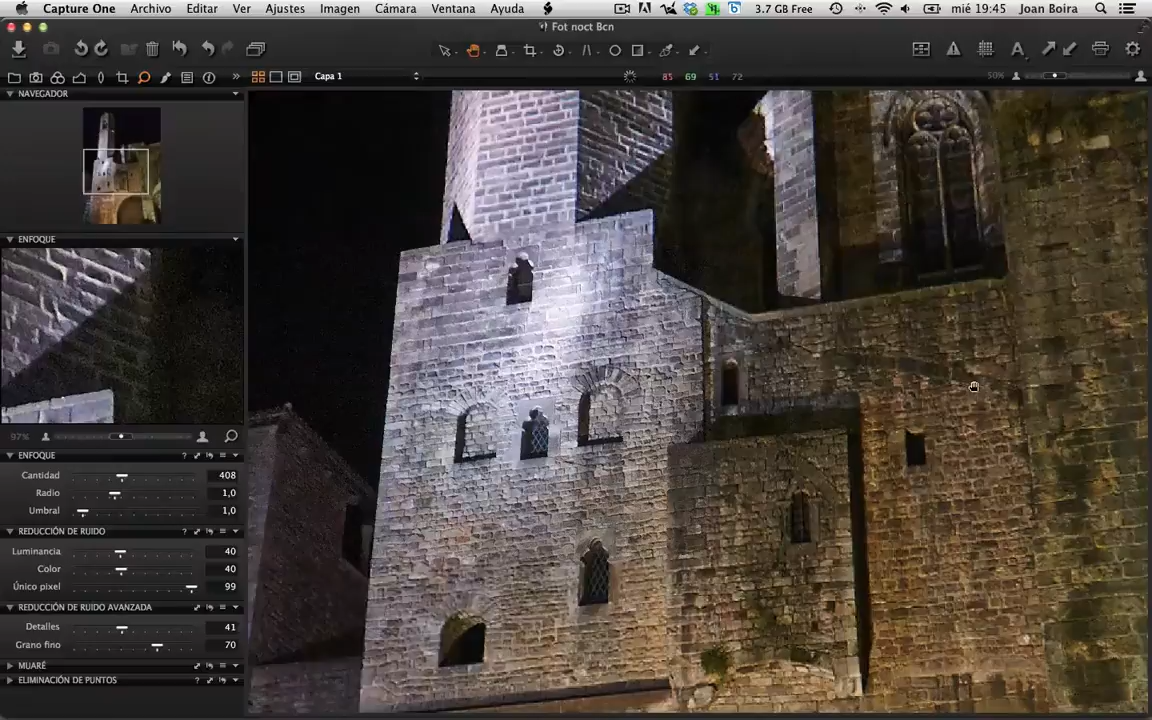 Capture One Archivo Editar Ver Ajustes Imagen Cámara Ventana Ayuda 3.7 GB Free mié 19:45 Joan Boira
Fot noct Bcn
Capa 1 85 69 51 72 50%
NAVEGADOR
ENFOQUE
97%
ENFOQUE
Cantidad 408
Radio 1,0
Umbral 1,0
REDUCCIÓN DE RUIDO
Luminancia 40
Color 40
Único pixel 99
REDUCCIÓN DE RUIDO AVANZADA
Detalles 41
Grano fino 70
MUARÉ
ELIMINACIÓN DE PUNTOS